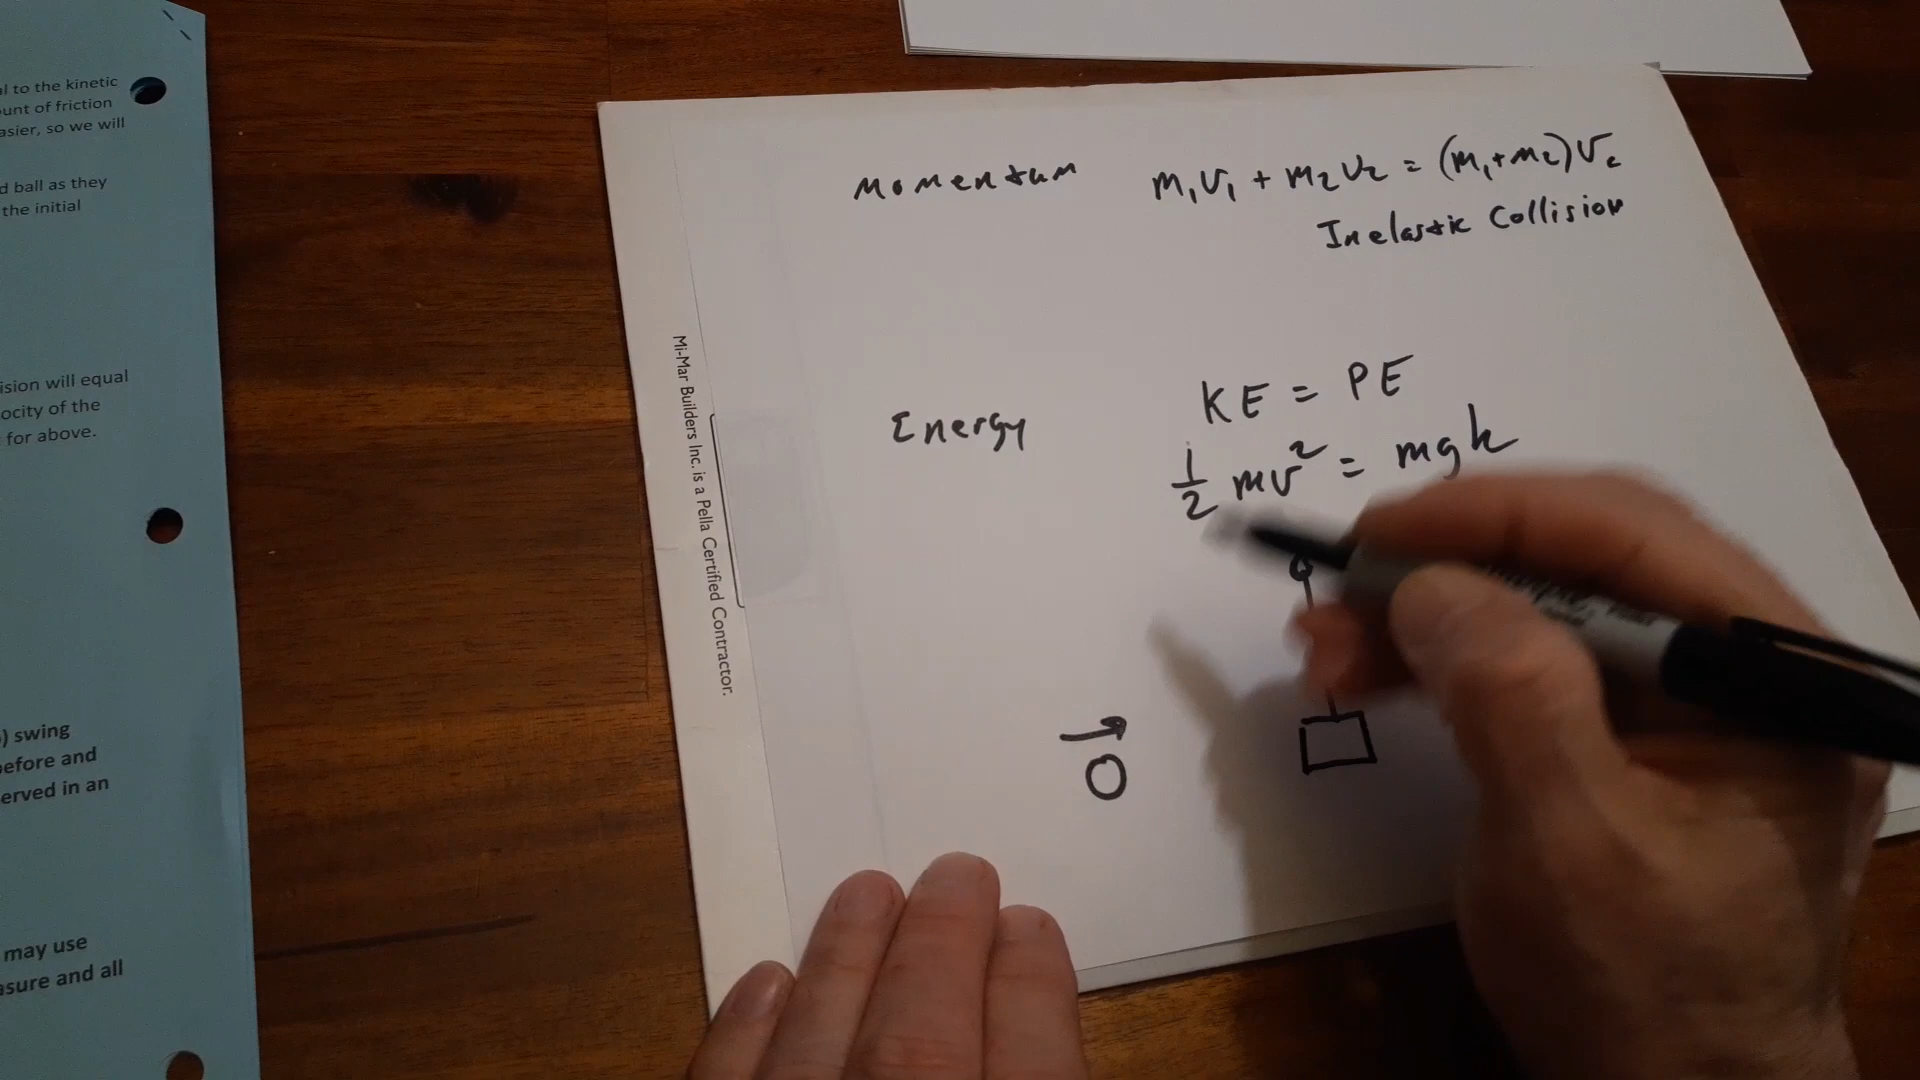 l to the kinetic
unt of friction
asier, so we will
d ball as they
the initial
ision will equal
ocity of the
for above.
) swing
efore and
erved in an
may use
asure and all
Mi-Mar Builders Inc. is a Pella Certified Contractor.
Momentum m₁v₁ + m₂v₂ = (m₁+m₂)vc
Inelastic Collision
Energy KE = PE
1/2 mv² = mgh